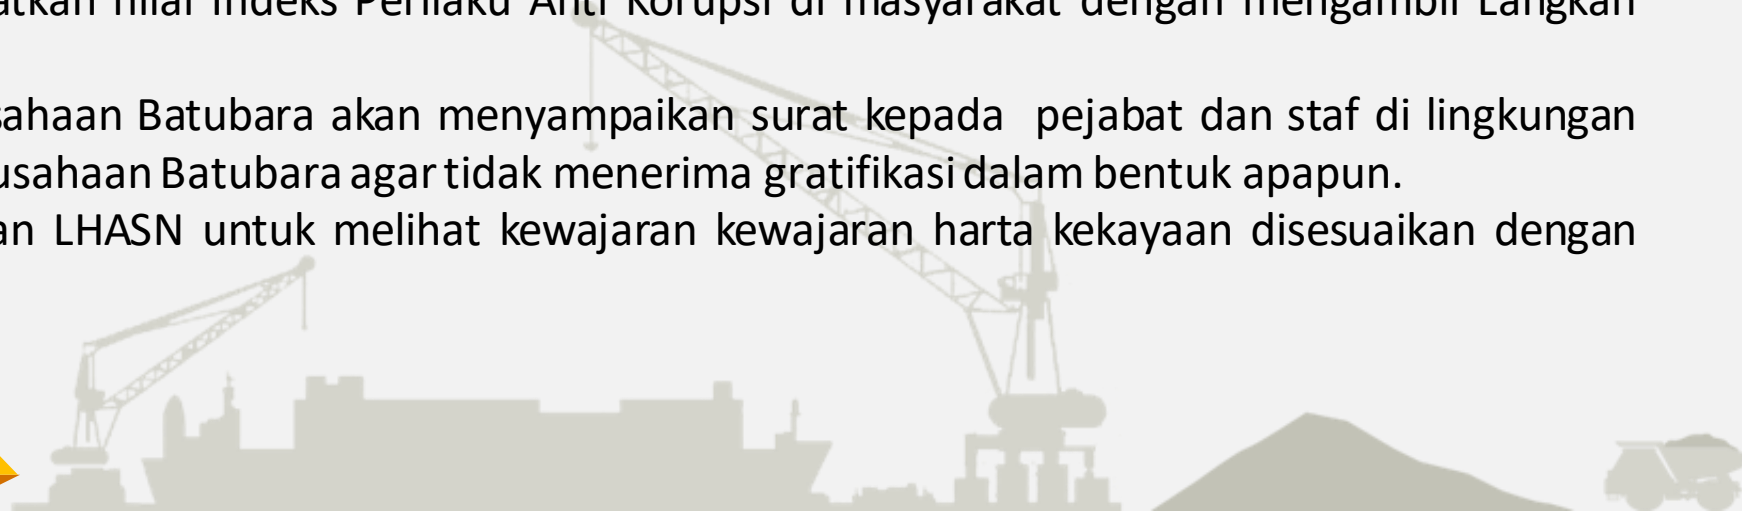 atkan nilai Indeks Perilaku Anti Korupsi di masyarakat dengan mengambil Langkah
sahaan Batubara akan menyampaikan surat kepada pejabat dan staf di lingkungan
usahaan Batubara agar tidak menerima gratifikasi dalam bentuk apapun.
an LHASN untuk melihat kewajaran kewajaran harta kekayaan disesuaikan dengan